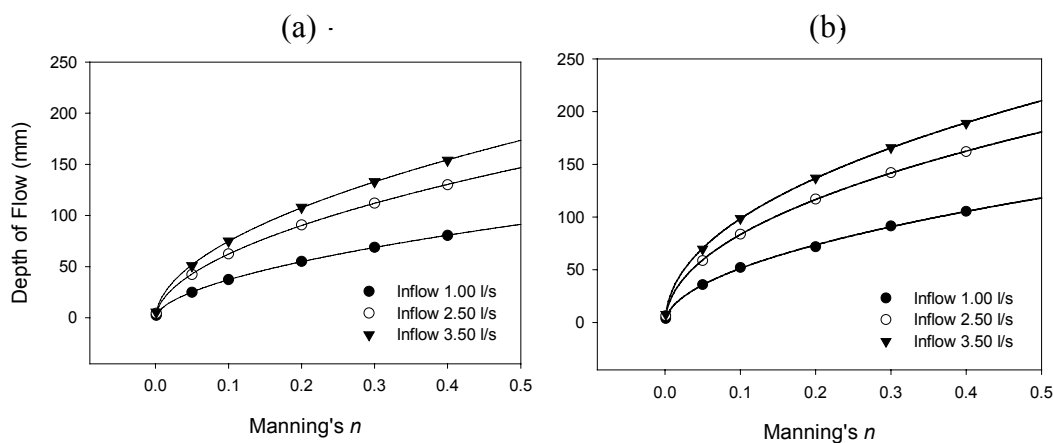 (a)
250
200
150
100
50
0
Depth of Flow (mm)
Inflow 1.00 l/s
Inflow 2.50 l/s
Inflow 3.50 l/s
0.0 0.1 0.2 0.3 0.4 0.5
Manning's n
(b)
250
200
150
100
50
0
Inflow 1.00 l/s
Inflow 2.50 l/s
Inflow 3.50 l/s
0.0 0.1 0.2 0.3 0.4 0.5
Manning's n